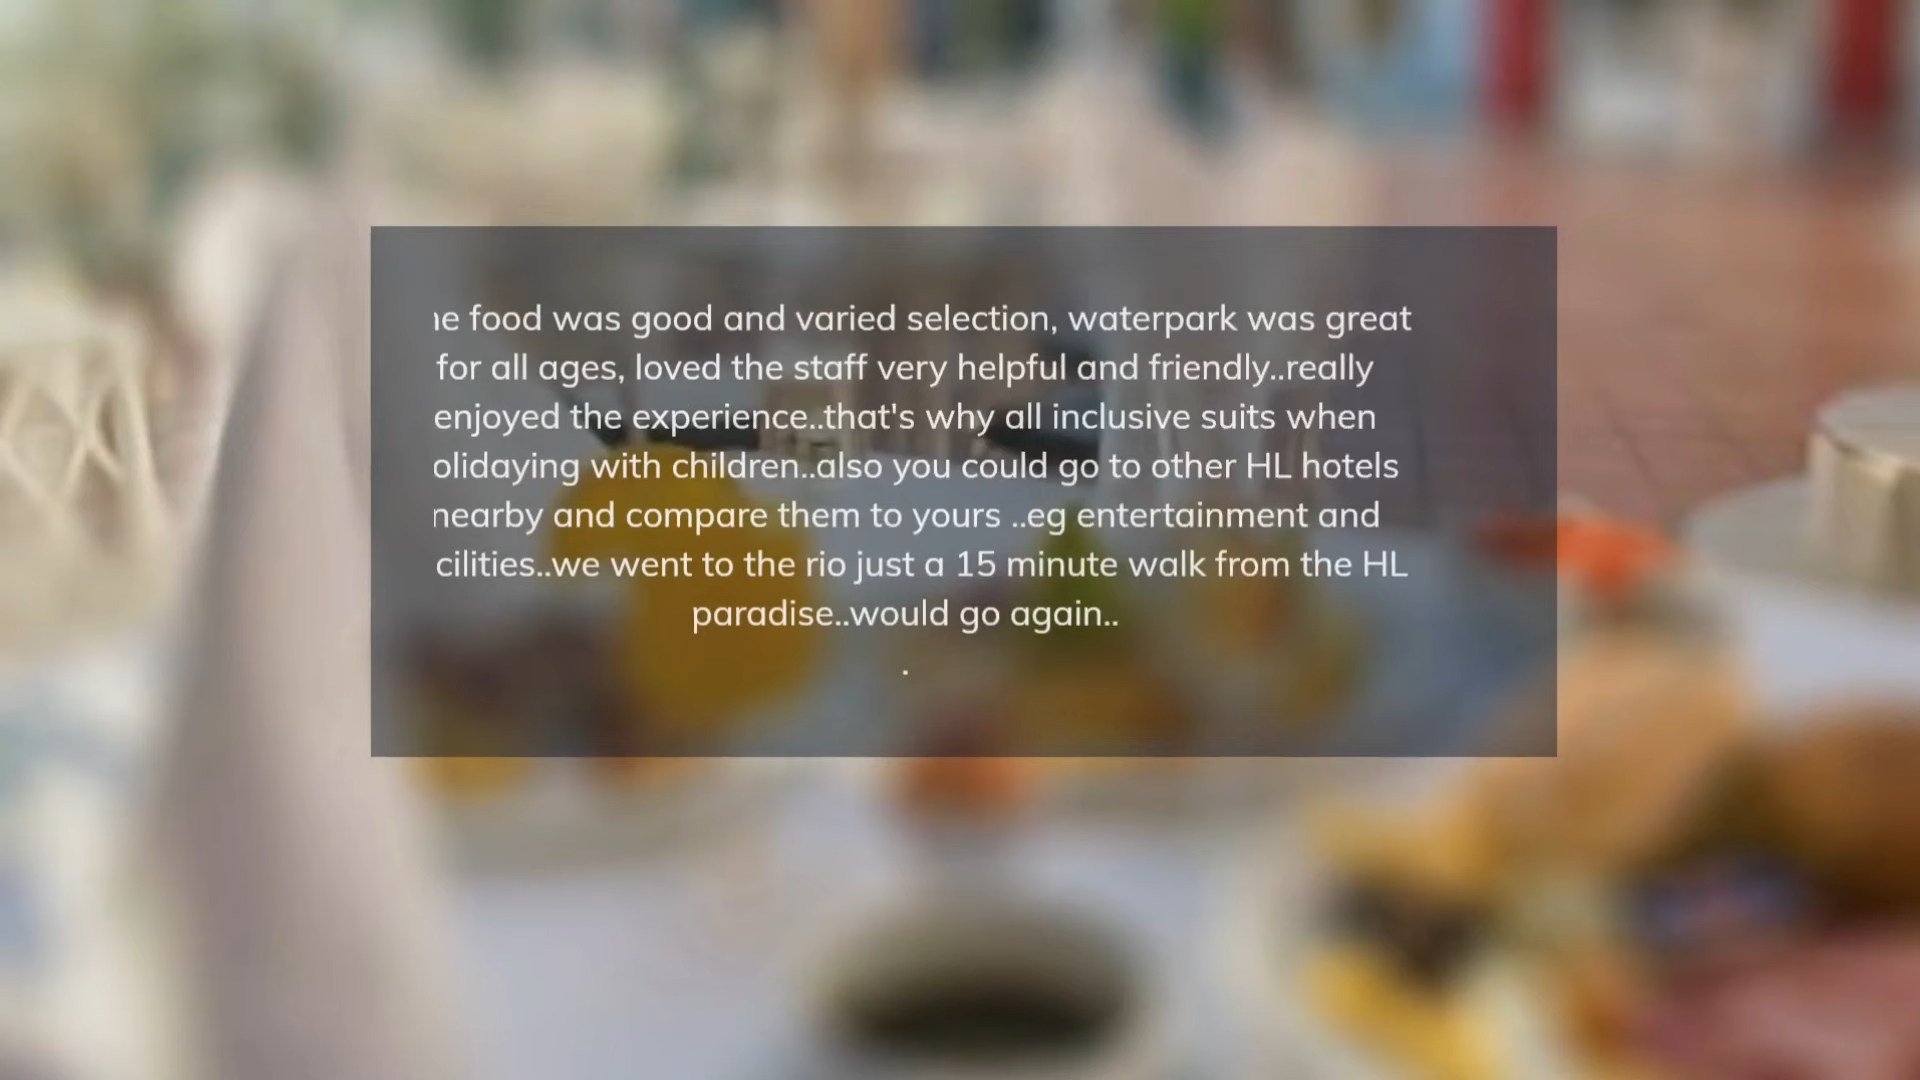 he food was good and varied selection, waterpark was great
for all ages, loved the staff very helpful and friendly..really
enjoyed the experience..that's why all inclusive suits when
olidaying with children..also you could go to other HL hotels
nearby and compare them to yours ..eg entertainment and
cilities..we went to the rio just a 15 minute walk from the HL
paradise..would go again..
.